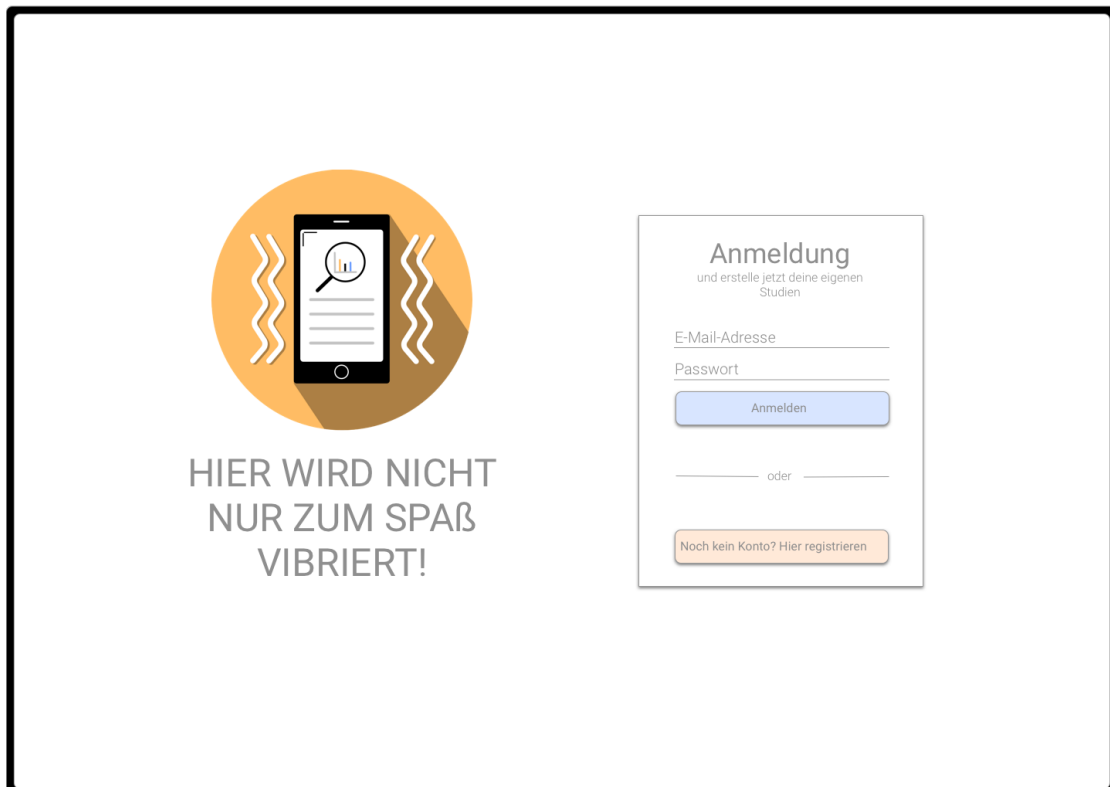 HIER WIRD NICHT
NUR ZUM SPAß
VIBRIERT!
Anmeldung
und erstelle jetzt deine eigenen
Studien
E-Mail-Adresse
Passwort
Anmelden
oder
Noch kein Konto? Hier registrieren